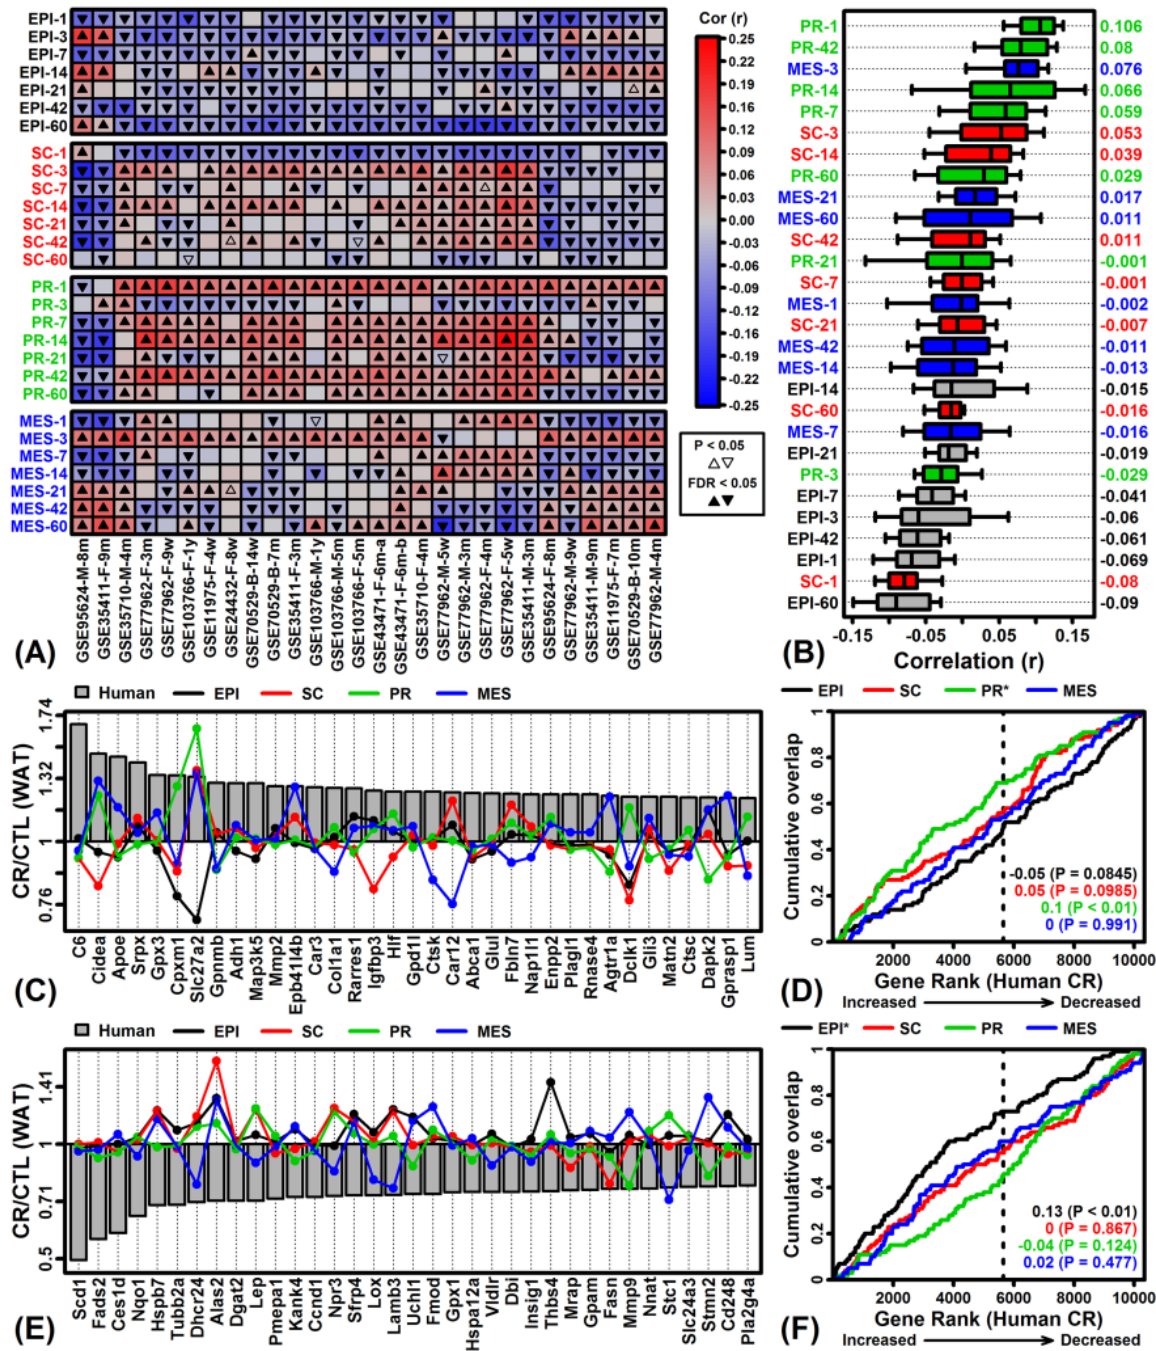 EPI-1
EPI-3
EPI-7
EPI-14
EPI-21
EPI-42
EPI-60
SC-1
SC-3
SC-7
SC-14
SC-21
SC-42
SC-60
PR-1
PR-3
PR-7
PR-14
PR-21
PR-42
PR-60
MES-1
MES-3
MES-7
MES-14
MES-21
MES-42
MES-60
GSE95624-M-8m
GSE35411-F-9m
GSE35710-M-4m
GSE77962-F-3m
GSE77962-F-9w
GSE103766-F-1y
GSE11975-F-4w
GSE24432-F-8w
GSE70529-B-14w
GSE70529-B-7m
GSE35411-F-3m
GSE103766-M-1y
GSE103766-M-5m
GSE103766-F-5m
GSE43471-F-6m-a
GSE43471-F-6m-b
GSE35710-F-4m
GSE77962-M-5w
GSE77962-M-3m
GSE77962-F-4m
GSE77962-F-5w
GSE35411-M-3m
GSE95624-F-8m
GSE77962-M-9w
GSE35411-M-9m
GSE11975-F-7m
GSE70529-B-10m
GSE77962-M-4m
(A)
Cor (r)
0.25
0.22
0.19
0.16
0.12
0.09
0.06
0.03
0.00
-0.03
-0.06
-0.09
-0.12
-0.16
-0.19
-0.22
-0.25
P < 0.05
△▽
FDR < 0.05
▲▼
PR-1 0.106
PR-42 0.08
MES-3 0.076
PR-14 0.066
PR-7 0.059
SC-3 0.053
SC-14 0.039
PR-60 0.029
MES-21 0.017
MES-60 0.011
SC-42 0.011
PR-21 -0.001
SC-7 -0.001
MES-1 -0.002
SC-21 -0.007
MES-42 -0.011
MES-14 -0.013
EPI-14 -0.015
SC-60 -0.016
MES-7 -0.016
EPI-21 -0.019
PR-3 -0.029
EPI-7 -0.041
EPI-3 -0.06
EPI-42 -0.061
EPI-1 -0.069
SC-1 -0.08
EPI-60 -0.09
-0.15 -0.05 0.05 0.15
(B) Correlation (r)
Human EPI SC PR MES
CR/CTL (WAT)
1.74
1.32
1
0.76
C6
Cidea
Apoe
Srpx
Gpx3
Cpxm1
Slc27a2
Gpnmb
Adh1
Map3k5
Mmp2
Epb41l4b
Car3
Col1a1
Rarres1
Igfbp3
Hlf
Gpd1l
Ctsk
Car12
Abca1
Glul
Fbln7
Nap1l1
Enpp2
Plagl1
Rnase4
Agtr1a
Dclk1
Gli3
Matn2
Ctsc
Dapk2
Gprasp1
Lum
(C)
EPI SC PR* MES
Cumulative overlap
1
0.8
0.6
0.4
0.2
0
-0.05 (P = 0.0845)
0.05 (P = 0.0985)
0.1 (P < 0.01)
0 (P = 0.991)
2000 4000 6000 8000 10000
(D) Gene Rank (Human CR)
Increased Decreased
Human EPI SC PR MES
CR/CTL (WAT)
1.41
1
0.71
0.5
Scd1
Fads2
Ces1d
Nqo1
Hspb7
Tubb2a
Dhcr24
Alas2
Dgat2
Lep
Pmepa1
Kank4
Ccnd1
Npr3
Sfrp4
Lox
Lamb3
Uchl1
Fmod
Gpx1
Hspa12a
Vldlr
Dbi
Insig1
Thbs4
Mrap
Gpam
Fasn
Mmp9
Nnat
Stc1
Slc24a3
Stmn2
Cd248
Pla2g4a
(E)
EPI* SC PR MES
Cumulative overlap
1
0.8
0.6
0.4
0.2
0
0.13 (P < 0.01)
0 (P = 0.867)
-0.04 (P = 0.124)
0.02 (P = 0.477)
2000 4000 6000 8000 10000
(F) Gene Rank (Human CR)
Increased Decreased